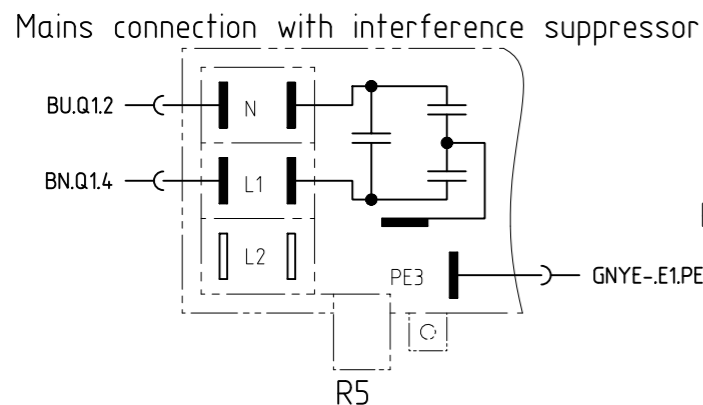 Mains connection with interference suppressor
BU.Q1.2
N
BN.Q1.4
L1
L2
PE3
GNYE-.E1.PE
R5